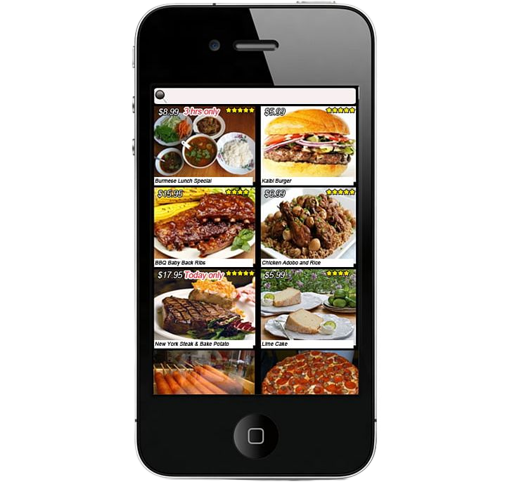 $8.99 3 hrs only
$5.99
Burmese Lunch Special
Kalbi Burger
$15.95
$6.99
BBQ Baby Back Ribs
Chicken Adobo and Rice
$17.95 Today only
$5.99
New York Steak & Bake Potato
Lime Cake